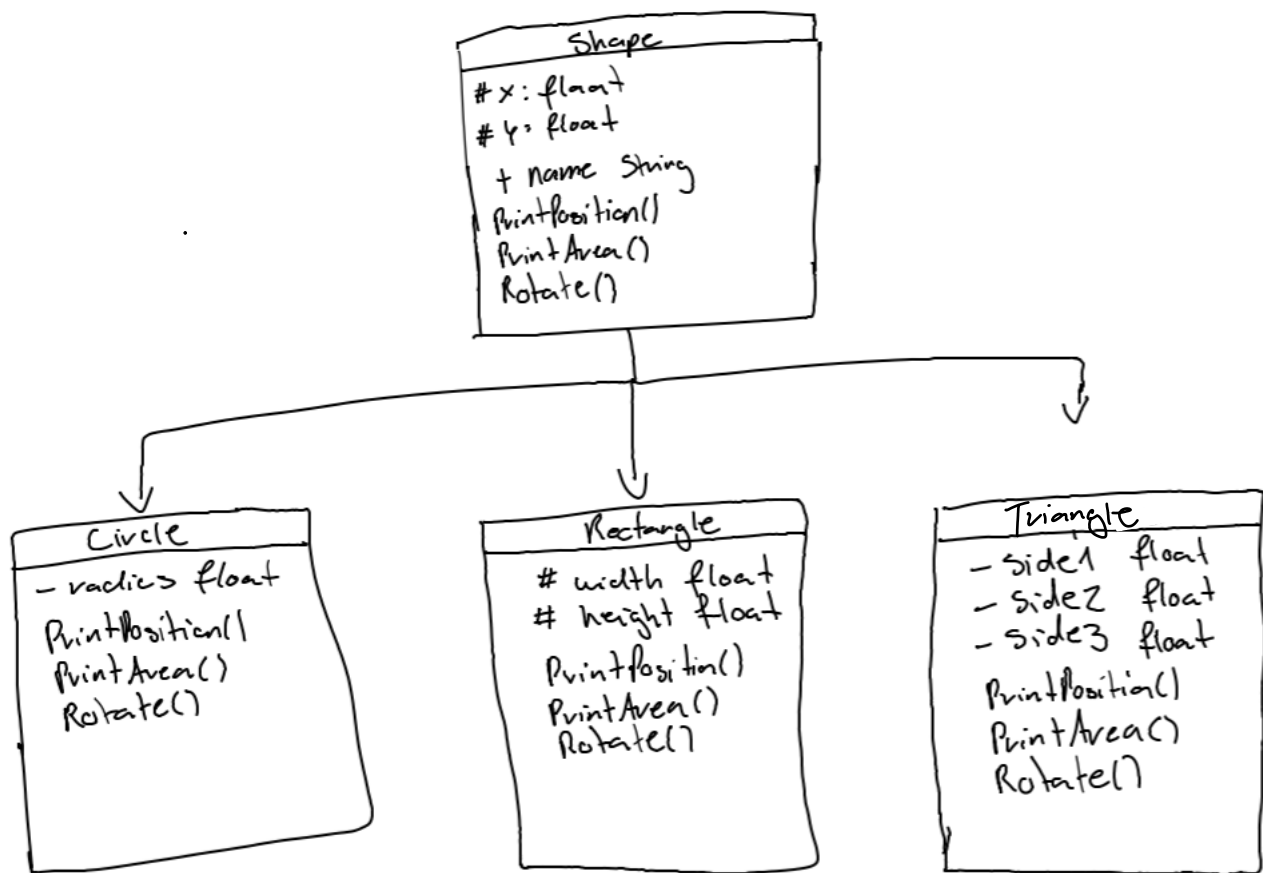 Shape
# x: float
# y: float
+ name String
PrintPosition()
PrintArea()
Rotate()
Circle
- radius float
PrintPosition()
PrintArea()
Rotate()
Rectangle
# width float
# height float
PrintPositin()
PrintArea()
Rotate()
Triangle
- side1 float
- side2 float
- side3 float
PrintPosition()
PrintArea()
Rotate()